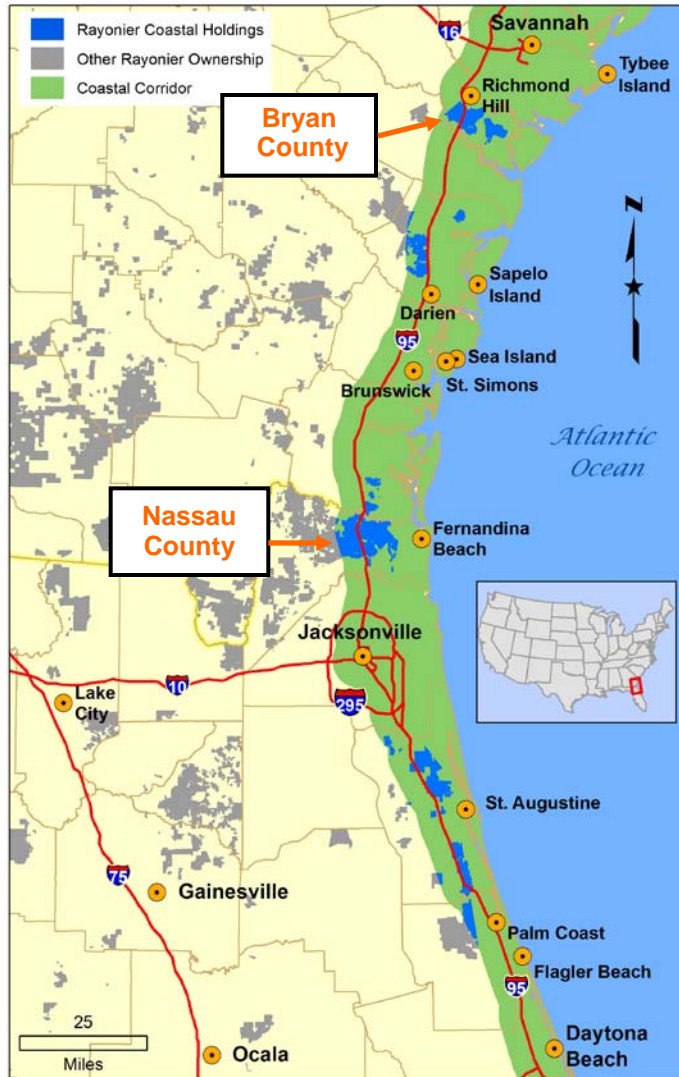 Rayonier Coastal Holdings
Other Rayonier Ownership
Coastal Corridor
16
Savannah
Tybee
Island
Richmond
Hill
Bryan
County
N
Sapelo
Island
Darien
95
Sea Island
St. Simons
Brunswick
Atlantic
Ocean
Nassau
County
Fernandina
Beach
Jacksonville
10
Lake
City
295
St. Augustine
75
Gainesville
Palm Coast
Flagler Beach
95
25
Miles
Ocala
Daytona
Beach